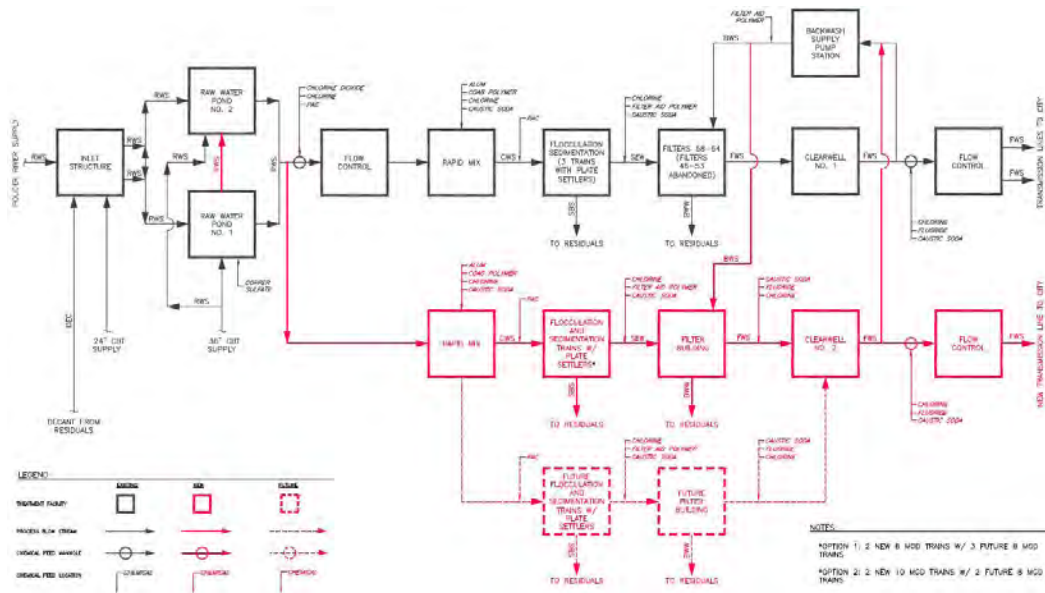 FILTER AID
POLYMER
BWS
BACKWASH
SUPPLY
PUMP
STATION
RAW WATER
POND
NO. 2
RWS
RWS
CHLORINE DIOXIDE
CHLORINE
PAC
ALUM
COAG POLYMER
CHLORINE
CAUSTIC SODA
PAC
CHLORINE
FILTER AID POLYMER
CAUSTIC SODA
POUDER RIVER SUPPLY
RWS
INLET
STRUCTURE
RWS
RWS
RWS
RWS
RWS
FLOW
CONTROL
RAPID MIX
CWS
FLOCCULATION
SEDIMENTATION
(3 TRAINS
WITH PLATE
SETTLERS)
SEW
FWS
CLEARWELL
NO. 1
FWS
FLOW
CONTROL
FWS
FWS
TRANSMISSION LINES TO CITY
RAW WATER
POND
NO. 1
RWS
SBS
TO RESIDUALS
TO RESIDUALS
CHLORINE
FLUORIDE
CAUSTIC SODA
COPPER
SULFATE
RWS
DEC
24" CBT
SUPPLY
36" CBT
SUPPLY
DECANT FROM
RESIDUALS
ALUM
COAG POLYMER
CHLORINE
CAUSTIC SODA
PAC
CHLORINE
FILTER AID POLYMER
CAUSTIC SODA
BWS
CAUSTIC SODA
FLUORIDE
CHLORINE
RAPID MIX
CWS
FLOCCULATION
AND
SEDIMENTATION
TRAINS W/
PLATE
SETTLERS*
SEW
FILTER
BUILDING
FWS
CLEARWELL
NO. 2
FWS
FLOW
CONTROL
FWS
NEW TRANSMISSION LINE TO CITY
SBS
TO RESIDUALS
TO RESIDUALS
CHLORINE
FLUORIDE
CAUSTIC SODA
PAC
CHLORINE
FILTER AID POLYMER
CAUSTIC SODA
CAUSTIC SODA
FLUORIDE
CHLORINE
FUTURE
FLOCCULATION
AND
SEDIMENTATION
TRAINS W/
PLATE
SETTLERS
FUTURE
FILTER
BUILDING
SBS
TO RESIDUALS
TO RESIDUALS
LEGEND:
EXISTING
NEW
FUTURE
TREATMENT FACILITY
PROCESS FLOW STREAM
CHEMICAL FEED MANHOLE
CHEMICAL FEED LOCATION
CHEMICAL
CHEMICAL
CHEMICAL
NOTES:
*OPTION 1: 2 NEW 8 MGD TRAINS W/ 3 FUTURE 8 MGD
TRAINS
*OPTION 2: 2 NEW 10 MGD TRAINS W/ 2 FUTURE 8 MGD
TRAINS